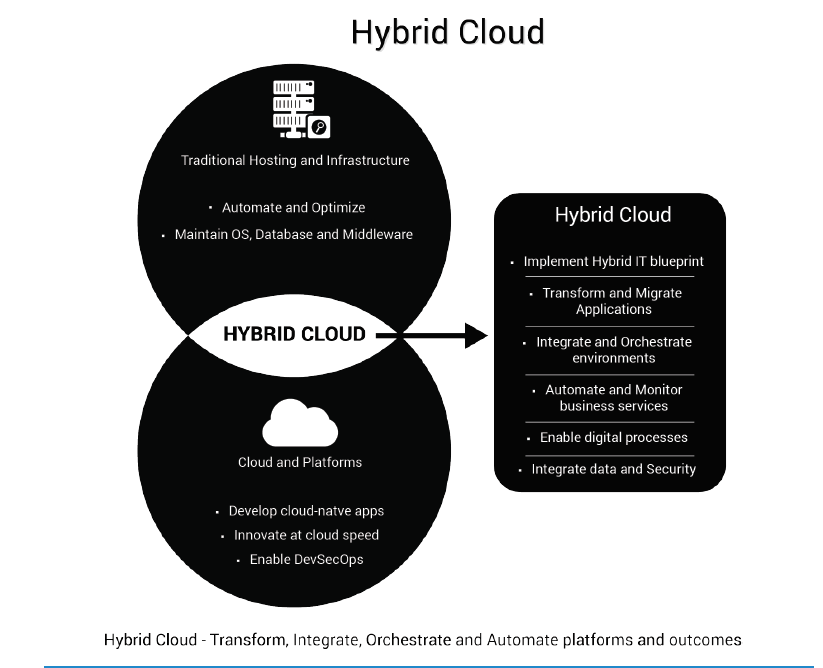 Hybrid Cloud
Traditional Hosting and Infrastructure
• Automate and Optimize
• Maintain OS, Database and Middleware
HYBRID CLOUD
Cloud and Platforms
• Develop cloud-natve apps
• Innovate at cloud speed
• Enable DevSecOps
Hybrid Cloud
• Implement Hybrid IT blueprint
• Transform and Migrate
Applications
• Integrate and Orchestrate
environments
• Automate and Monitor
business services
• Enable digital processes
• Integrate data and Security
Hybrid Cloud - Transform, Integrate, Orchestrate and Automate platforms and outcomes